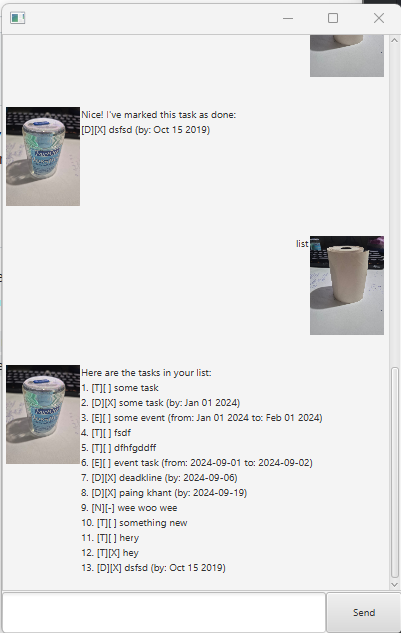 Nice! I've marked this task as done:
[D][X] dsfsd (by: Oct 15 2019)
list
Here are the tasks in your list:
1. [T][ ] some task
2. [D][X] some task (by: Jan 01 2024)
3. [E][ ] some event (from: Jan 01 2024 to: Feb 01 2024)
4. [T][ ] fsdf
5. [T][ ] dfhfgddff
6. [E][ ] event task (from: 2024-09-01 to: 2024-09-02)
7. [D][X] deadkline (by: 2024-09-06)
8. [D][X] paing khant (by: 2024-09-19)
9. [N][-] wee woo wee
10. [T][ ] something new
11. [T][ ] hery
12. [T][X] hey
13. [D][X] dsfsd (by: Oct 15 2019)
Send